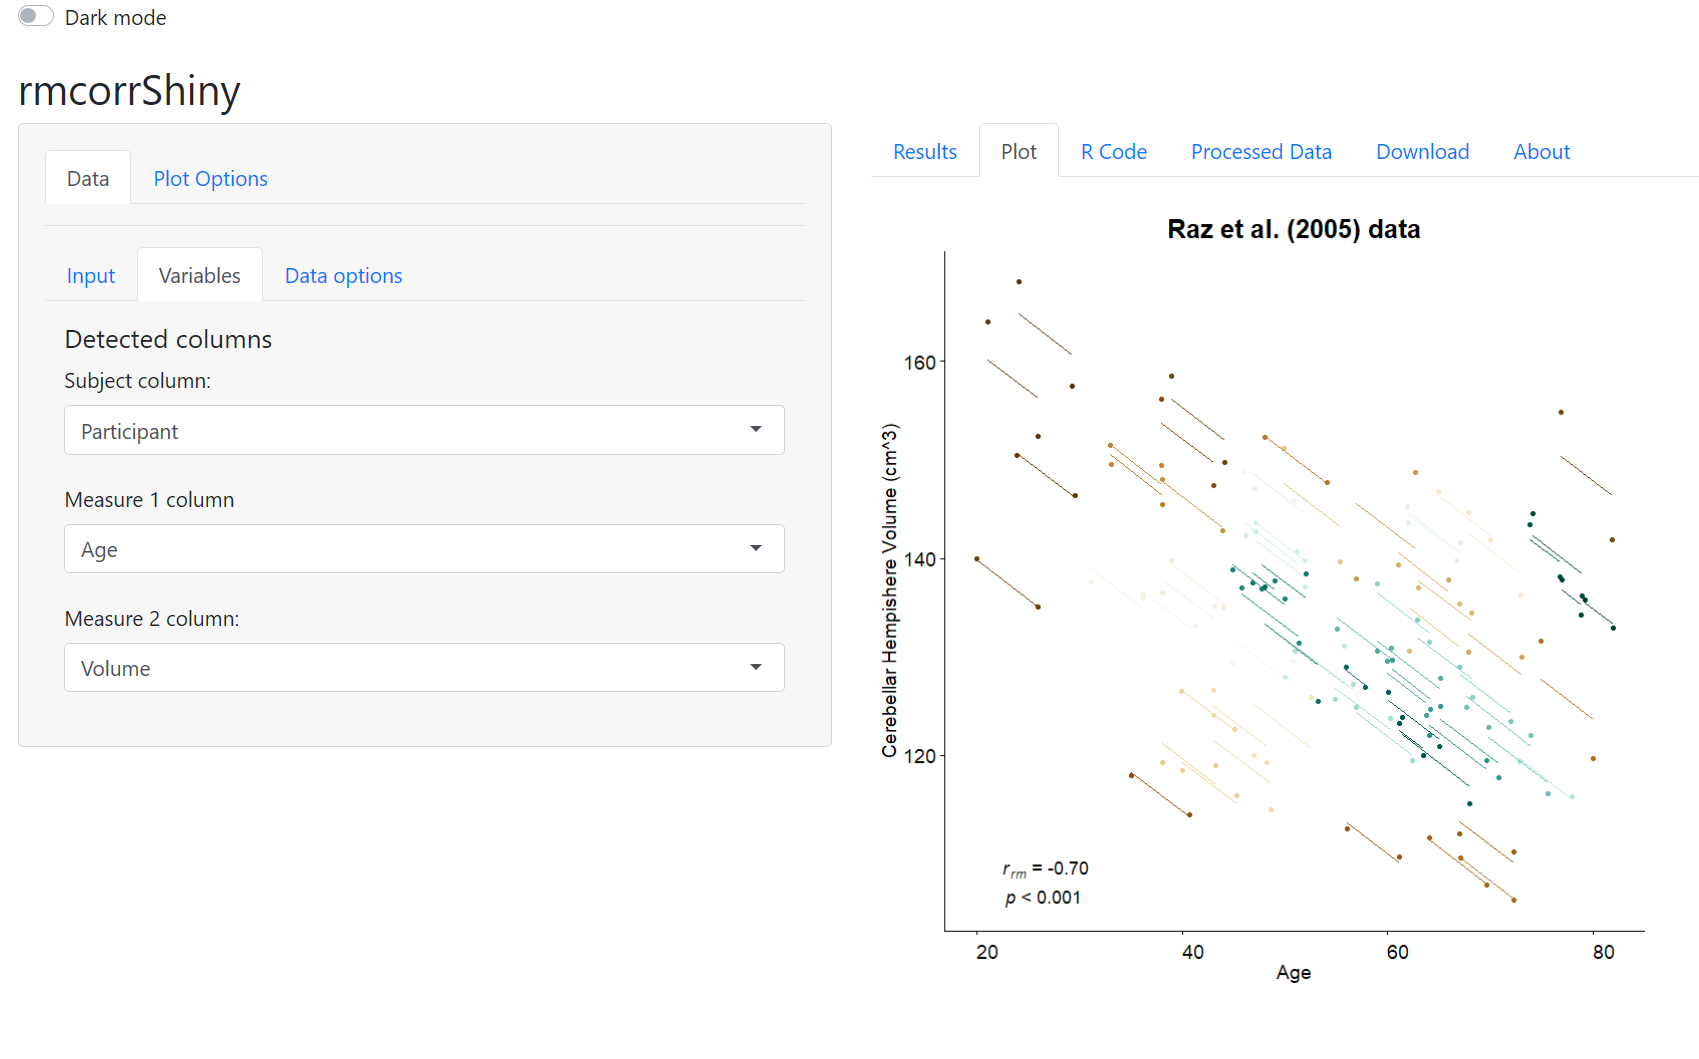 Dark mode
rmcorrShiny
Data
Plot Options
Input
Variables
Data options
Detected columns
Subject column:
Participant
Measure 1 column
Age
Measure 2 column:
Volume
Results
Plot
R Code
Processed Data
Download
About
Raz et al. (2005) data
Cerebellar Hempishere Volume (cm^3)
160
140
120
r_rm = -0.70
p < 0.001
20
40
60
80
Age